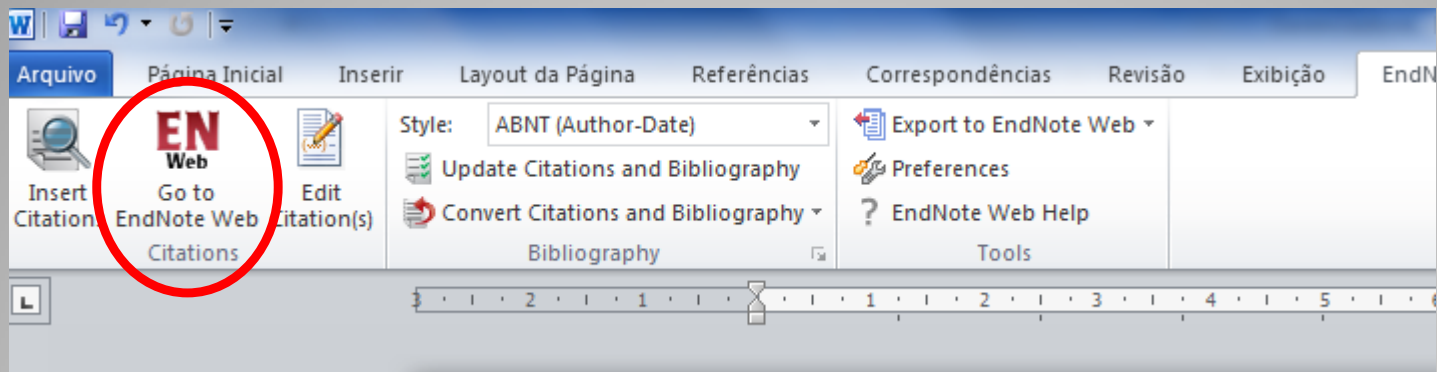 W
Arquivo Página Inicial Inserir Layout da Página Referências Correspondências Revisão Exibição EndN
EN
Web
Insert
Citation
Go to
EndNote Web
Edit
Citation(s)
Citations
Style: ABNT (Author-Date)
Update Citations and Bibliography
Convert Citations and Bibliography
Bibliography
Export to EndNote Web
Preferences
? EndNote Web Help
Tools
L
3 2 1 1 2 3 4 5 6